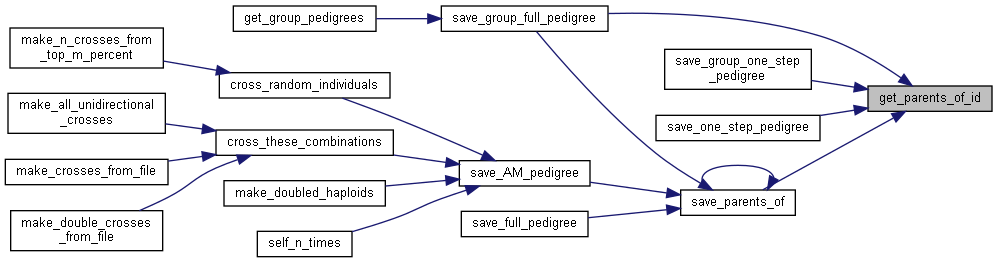 get_group_pedigrees
save_group_full_pedigree
make_n_crosses_from
_top_m_percent
save_group_one_step
_pedigree
cross_random_individuals
get_parents_of_id
make_all_unidirectional
_crosses
save_one_step_pedigree
cross_these_combinations
make_crosses_from_file
save_AM_pedigree
make_doubled_haploids
save_parents_of
make_double_crosses
_from_file
save_full_pedigree
self_n_times